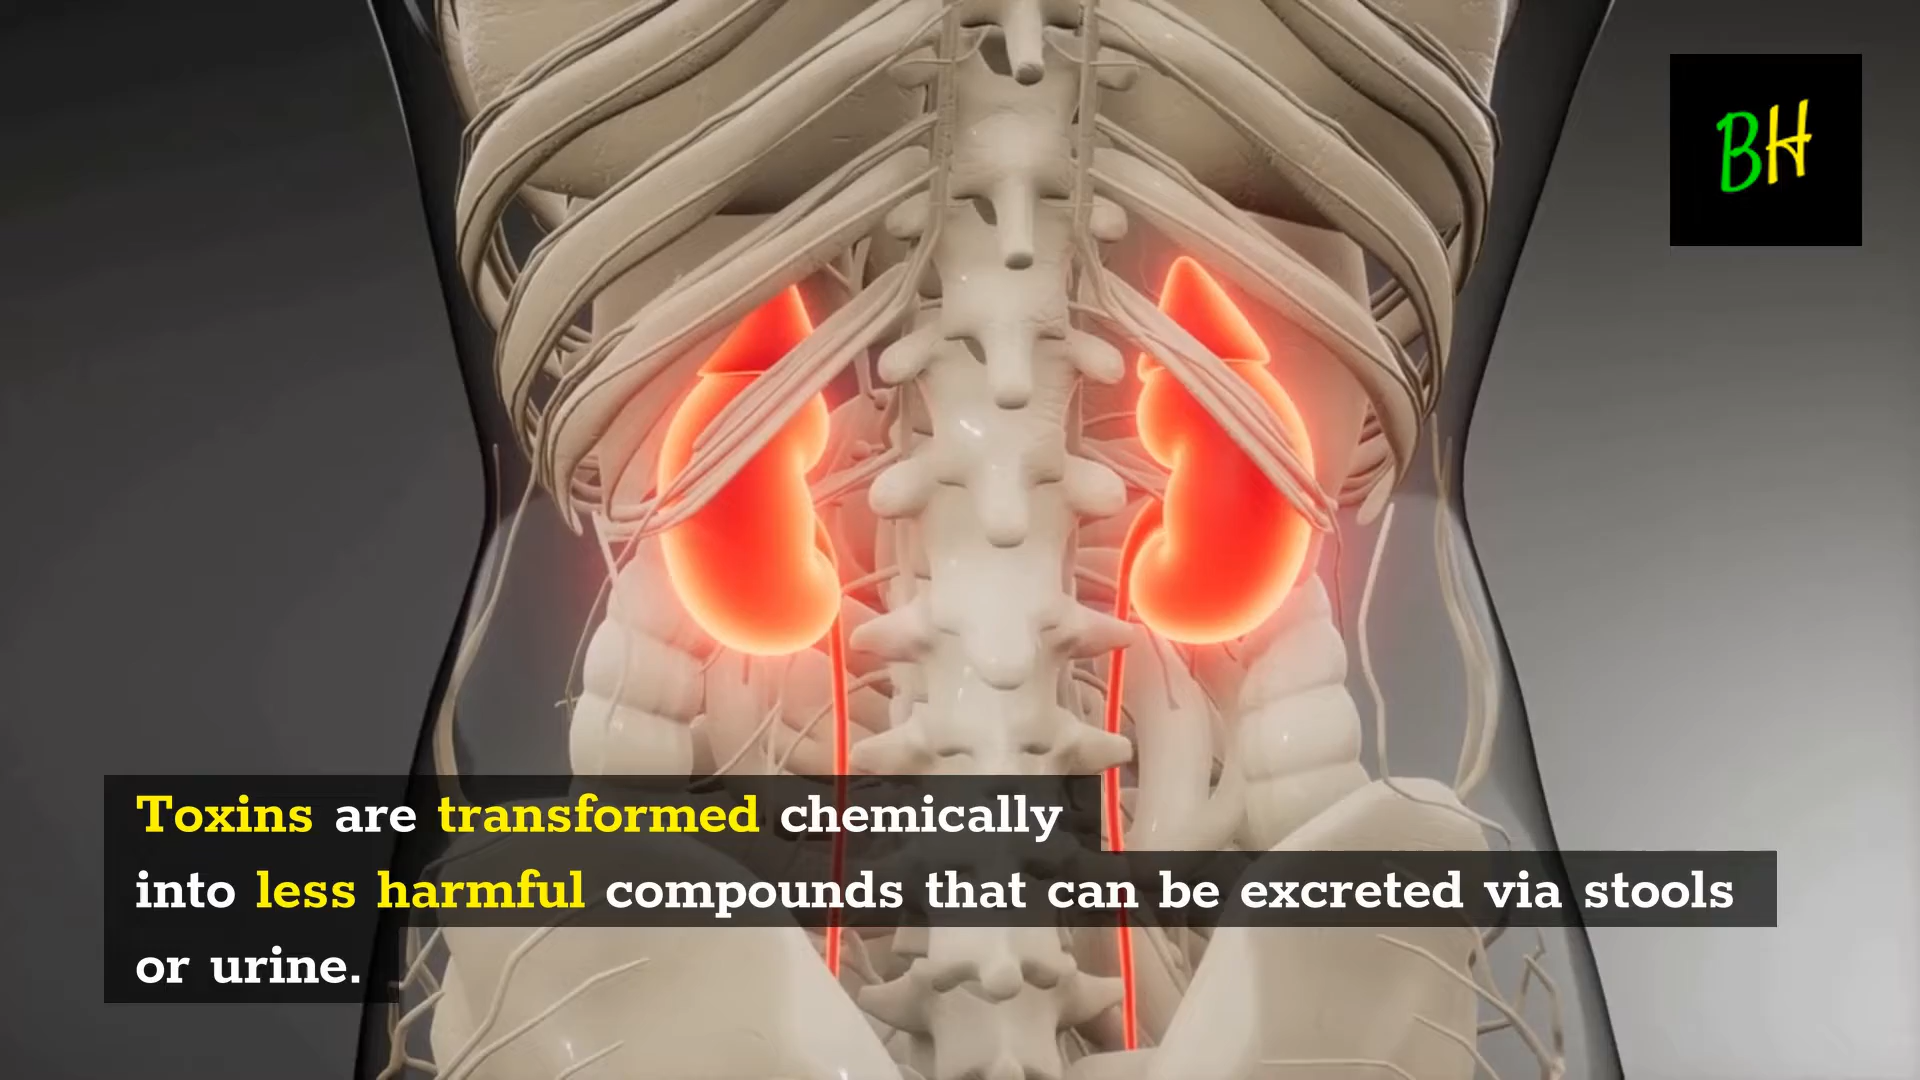 BH
Toxins are transformed chemically
into less harmful compounds that can be excreted via stools
or urine.